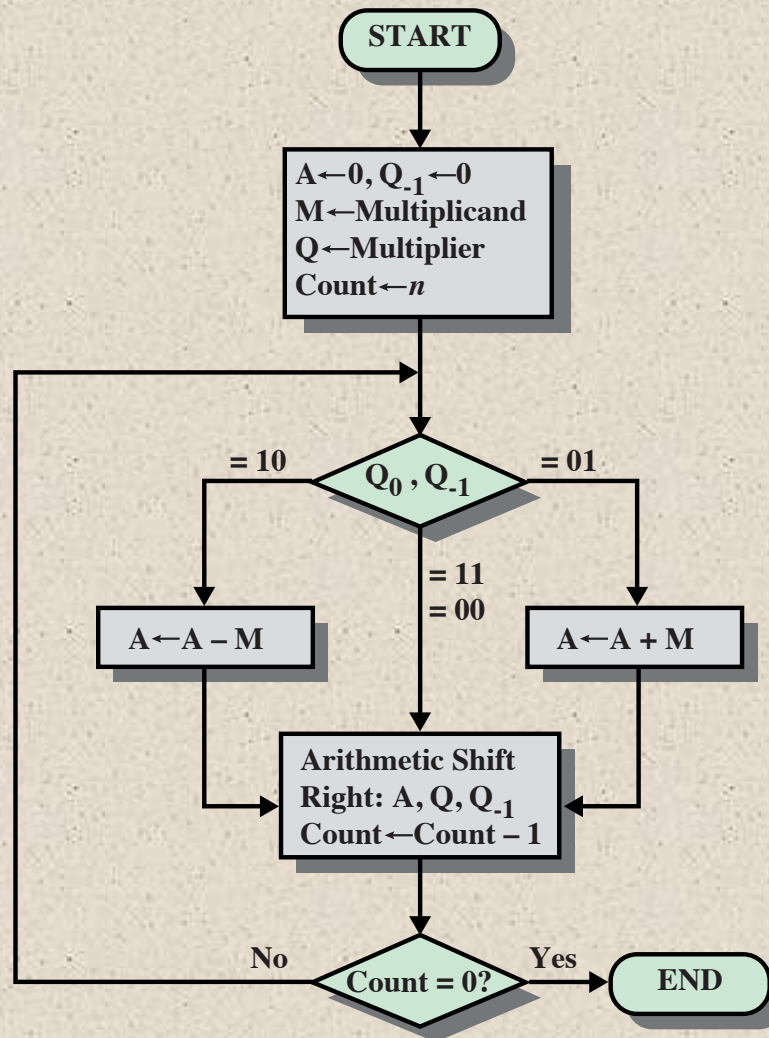 START
A←0, Q₋₁←0
M←Multiplicand
Q←Multiplier
Count←n
= 10
Q₀ , Q₋₁
= 01
= 11
= 00
A←A – M
A←A + M
Arithmetic Shift
Right: A, Q, Q₋₁
Count←Count – 1
No
Count = 0?
Yes
END